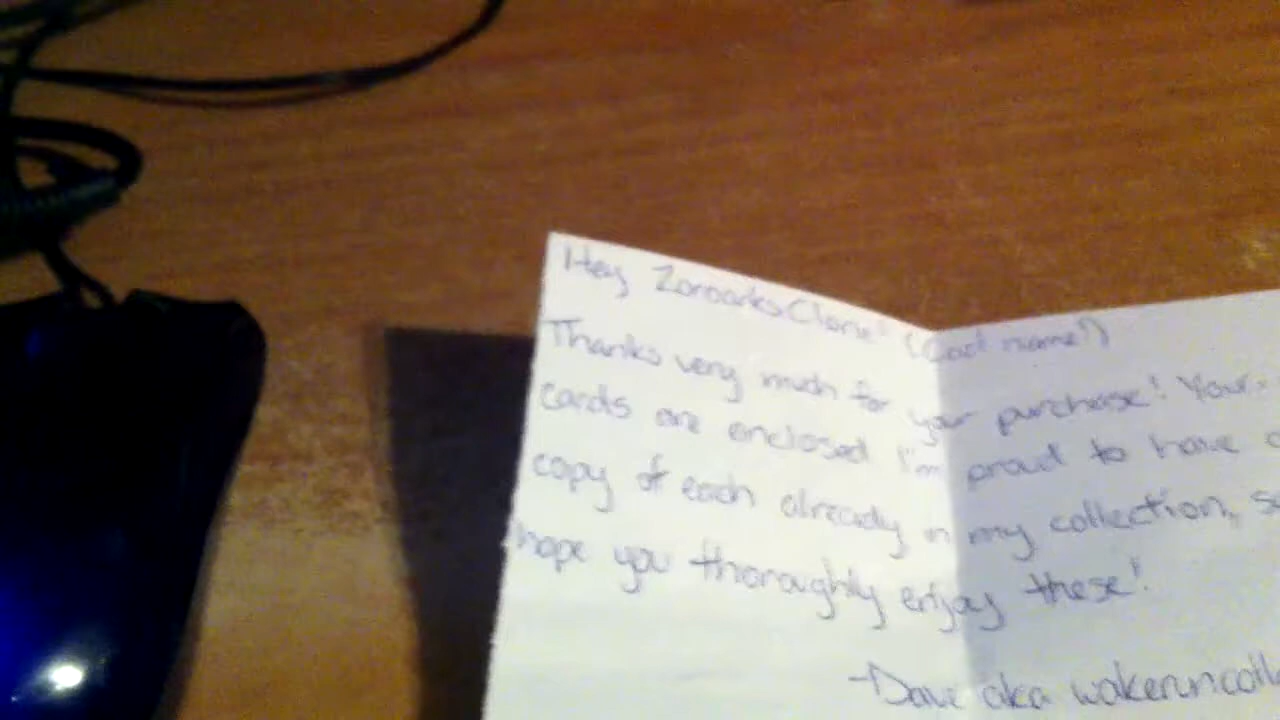 Hey ZoroarksClone! (Cool name!)
Thanks very much for your purchase! Your
cards are enclosed I'm proud to have a
copy of each already in my collection, so
hope you thoroughly enjoy these!
-Dave aka